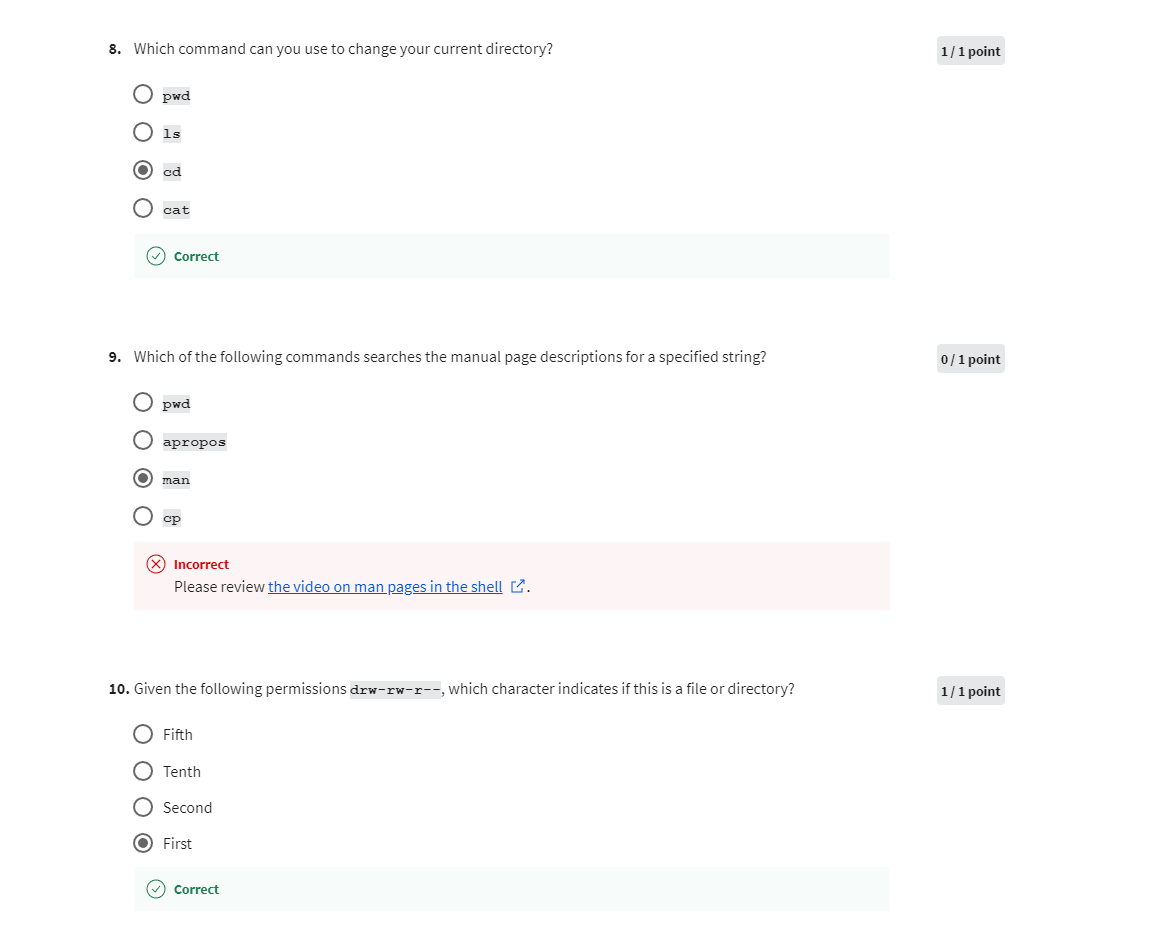 8. Which command can you use to change your current directory?
1 / 1 point
pwd
ls
cd
cat
Correct
9. Which of the following commands searches the manual page descriptions for a specified string?
0 / 1 point
pwd
apropos
man
cp
Incorrect
Please review the video on man pages in the shell .
10. Given the following permissions drw-rw-r--, which character indicates if this is a file or directory?
1 / 1 point
Fifth
Tenth
Second
First
Correct